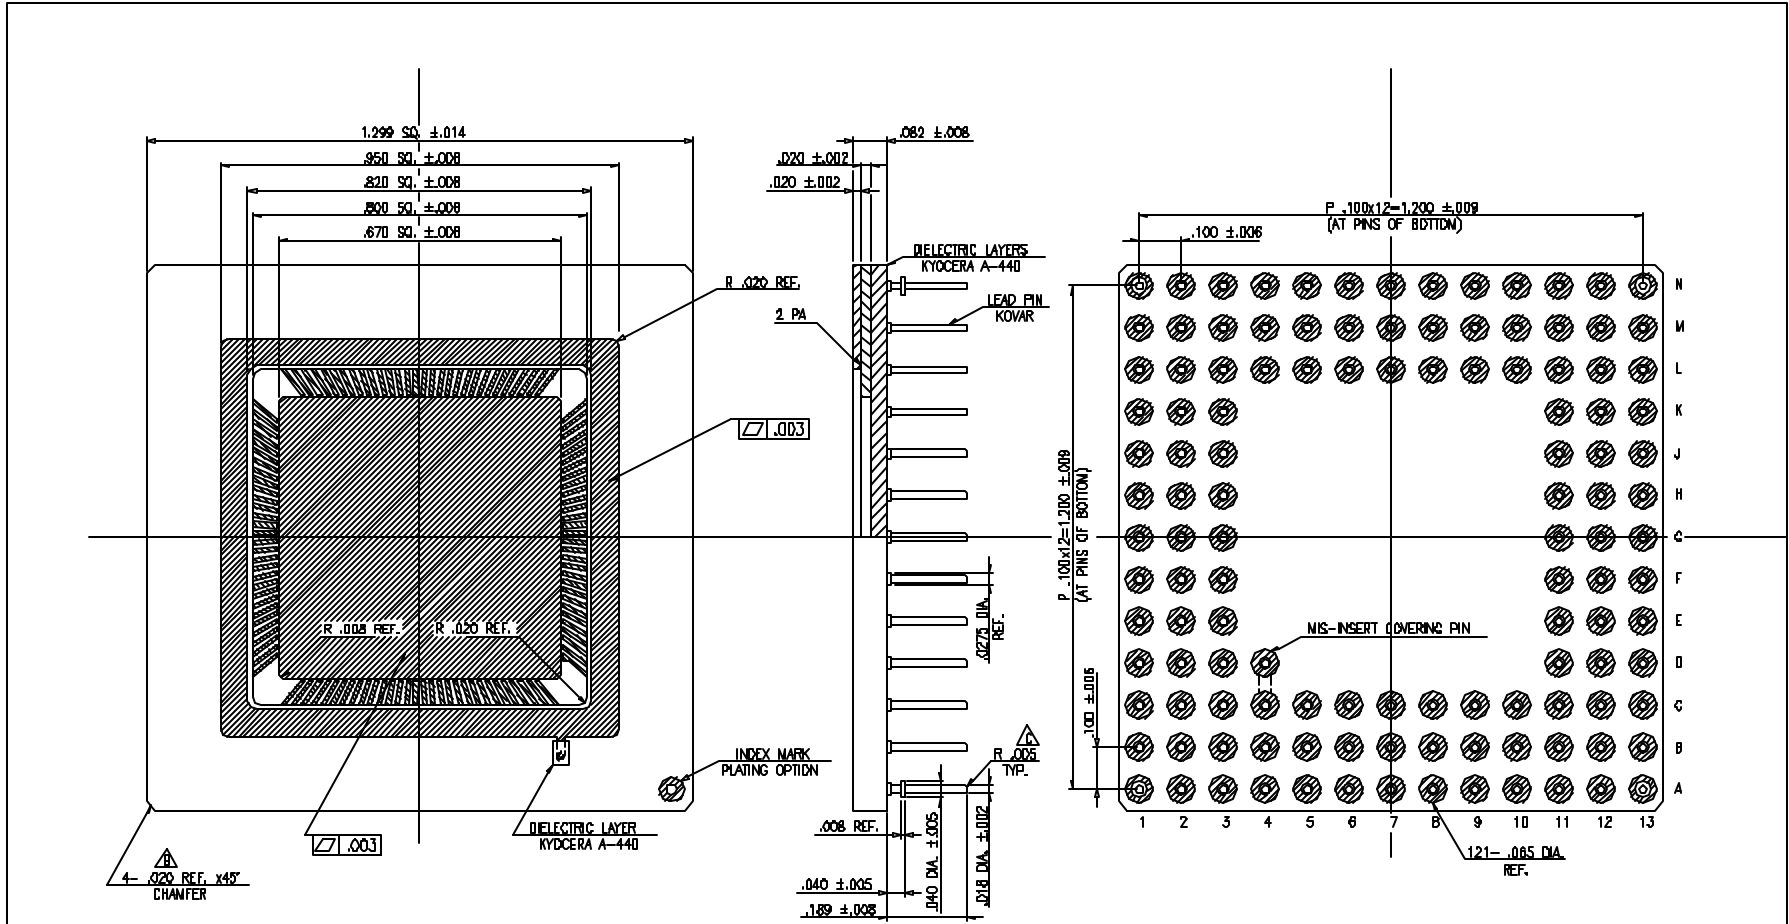 1.299 SQ. ±.014
.950 SQ. ±.008
.820 SQ. ±.008
.800 SQ. ±.008
.670 SQ. ±.008
R .020 REF.
.003
R .008 REF.
R .020 REF.
INDEX MARK
PLATING OPTION
DIELECTRIC LAYER
KYOCERA A-440
.003
B
4- .020 REF. x45°
CHAMFER
.082 ±.008
.020 ±.002
.020 ±.002
DIELECTRIC LAYERS
KYOCERA A-440
2 PA
LEAD PIN
KOVAR
.0275 DIA.
REF.
C
R .005
TYP.
.008 REF.
.040 DIA. ±.005
.018 DIA. ±.002
.040 ±.005
.189 ±.008
P .100x12=1.200 ±.009
(AT PINS OF BOTTOM)
.100 ±.006
P .100x12=1.200 ±.009
(AT PINS OF BOTTOM)
.100 ±.006
MIS-INSERT COVERING PIN
N
M
L
K
J
H
G
F
E
D
C
B
A
1 2 3 4 5 6 7 8 9 10 11 12 13
121- .065 DIA.
REF.